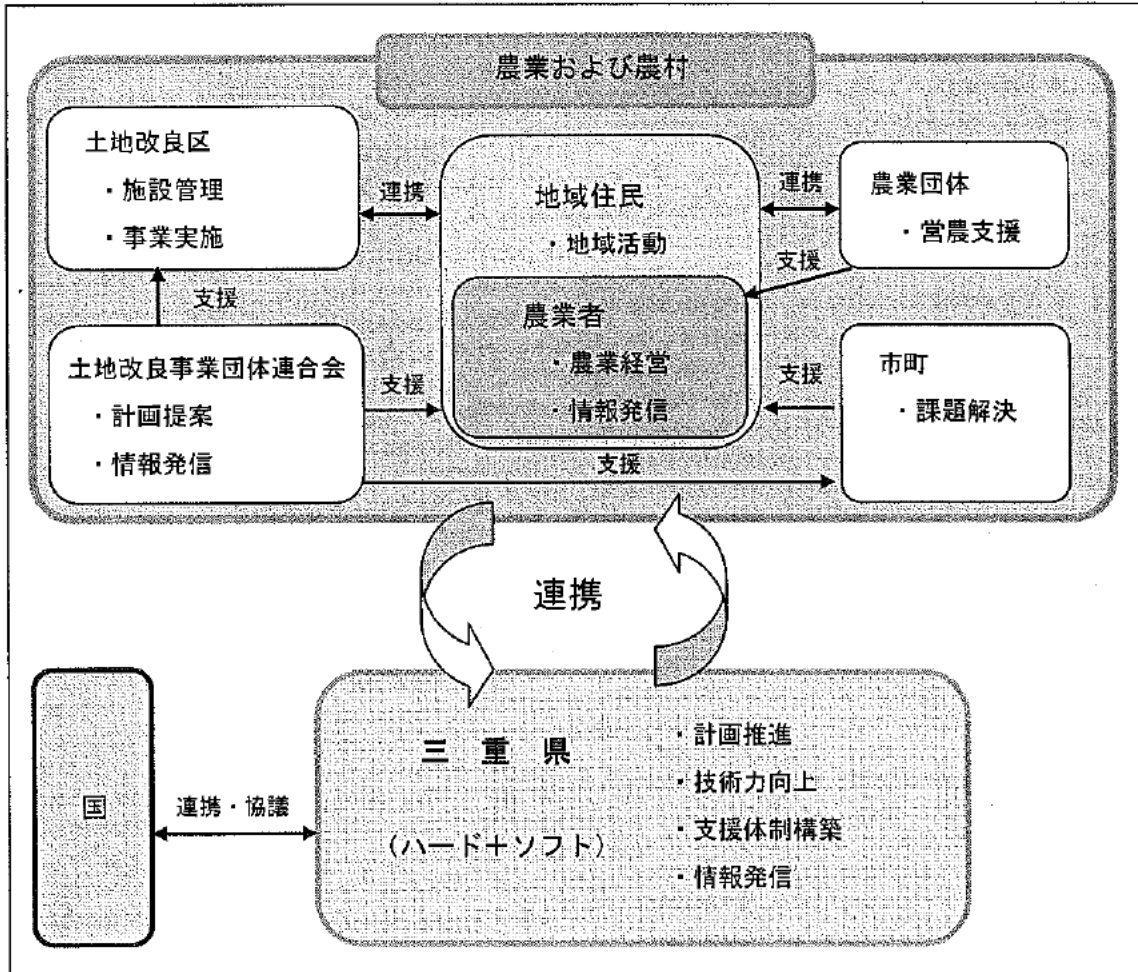 農業および農村
土地改良区
・施設管理
・事業実施
連携
地域住民
・地域活動
連携
農業団体
・営農支援
支援
支援
農業者
・農業経営
・情報発信
土地改良事業団体連合会
・計画提案
・情報発信
支援
支援
市町
・課題解決
支援
連携
国
連携・協議
三重県
(ハード+ソフト)
・計画推進
・技術力向上
・支援体制構築
・情報発信